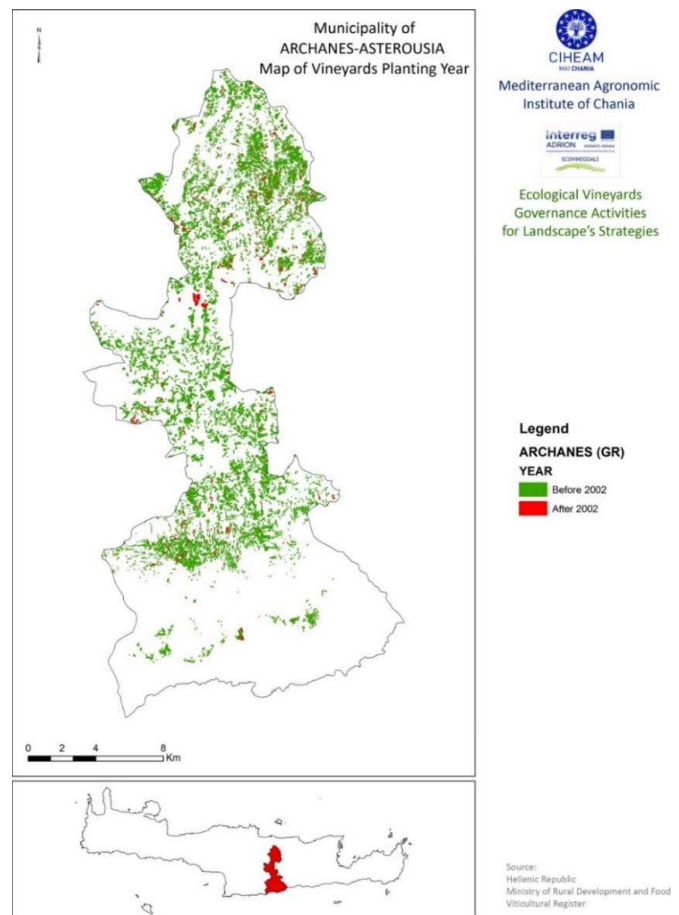 Municipality of
ARCHANES-ASTEROUSIA
Map of Vineyards Planting Year
CIHEAM
MAI CHANIA
Mediterranean Agronomic
Institute of Chania
Interreg
ADRION
ECOVINEGOALS
Ecological Vineyards
Governance Activities
for Landscape's Strategies
Legend
ARCHANES (GR)
YEAR
Before 2002
After 2002
0 2 4 8
Km
Source:
Hellenic Republic
Ministry of Rural Development and Food
Viticultural Register